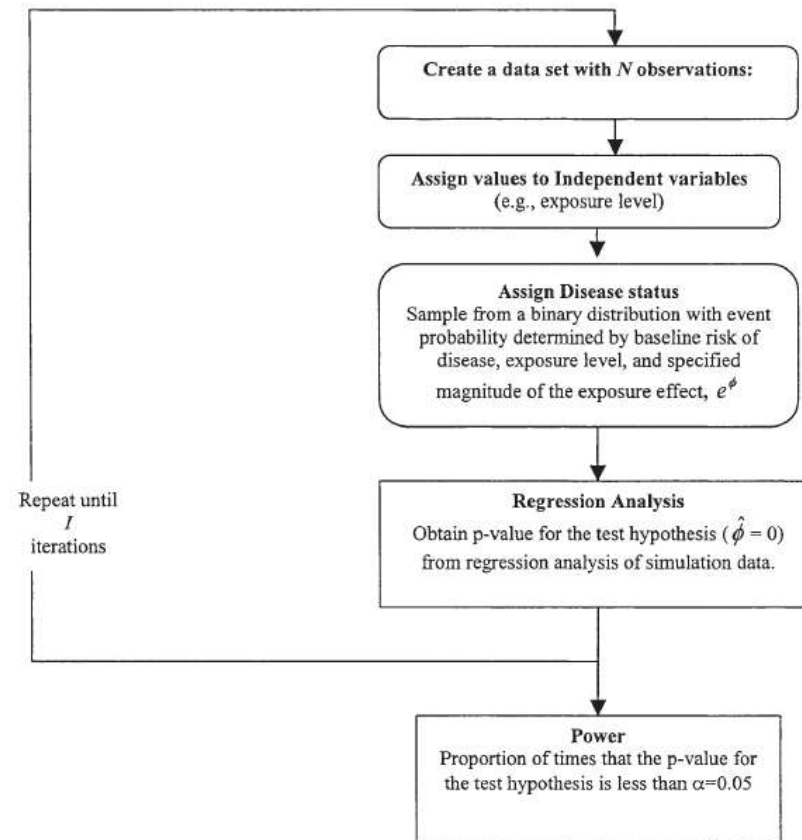 Create a data set with N observations:
Assign values to Independent variables
(e.g., exposure level)
Assign Disease status
Sample from a binary distribution with event
probability determined by baseline risk of
disease, exposure level, and specified
magnitude of the exposure effect, e^ϕ
Repeat until
I
iterations
Regression Analysis
Obtain p-value for the test hypothesis ( ϕ̂ = 0)
from regression analysis of simulation data.
Power
Proportion of times that the p-value for
the test hypothesis is less than α=0.05